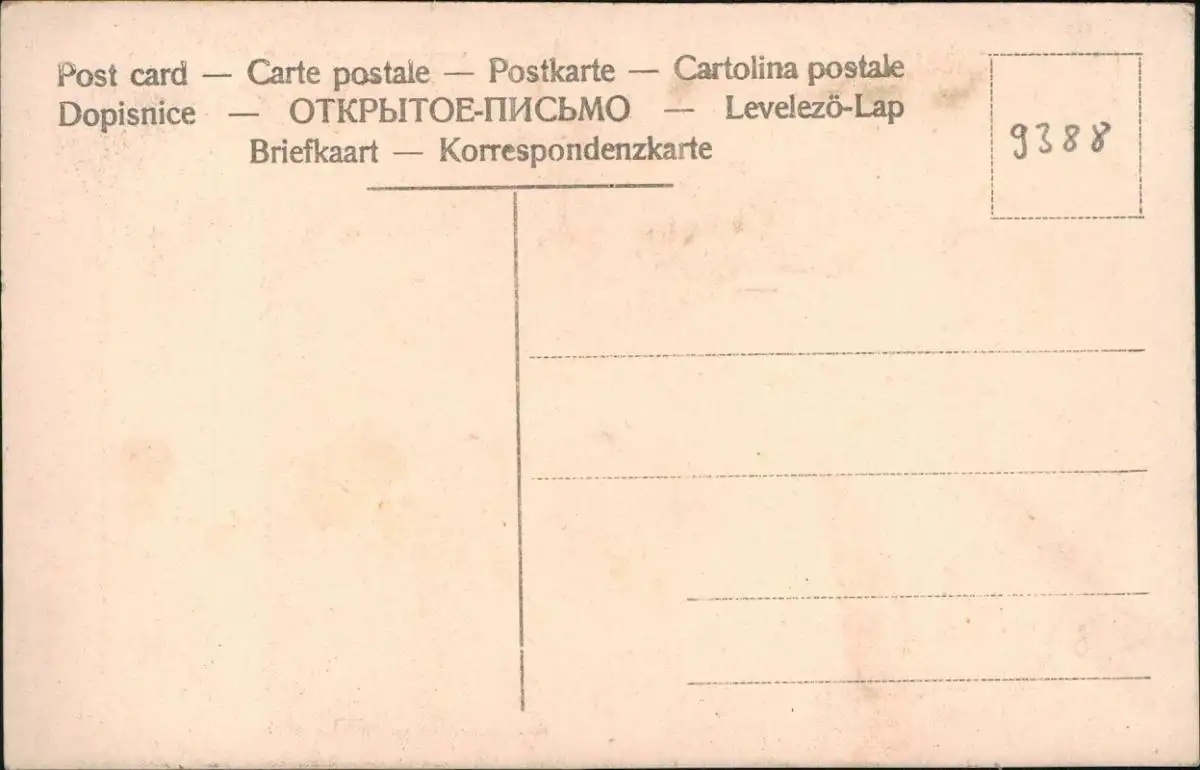 Post card — Carte postale — Postkarte — Cartolina postale
Dopisnice — ОТКРЫТОЕ-ПИСЬМО — Levelezö-Lap
Briefkaart — Korrespondenzkarte
9388